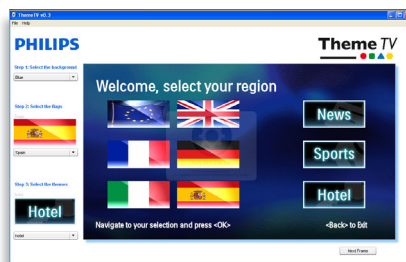 ThemeTV v0.3
File Help
PHILIPS
Theme TV
Step 1: Select the background
Blue
Welcome, select your region
News
Step 2: Select the flags
Spain
Sports
Step 3: Select the themes
Hotel
Hotel
Navigate to your selection and press <OK>
<Back> to Exit
hotel
Next Frame